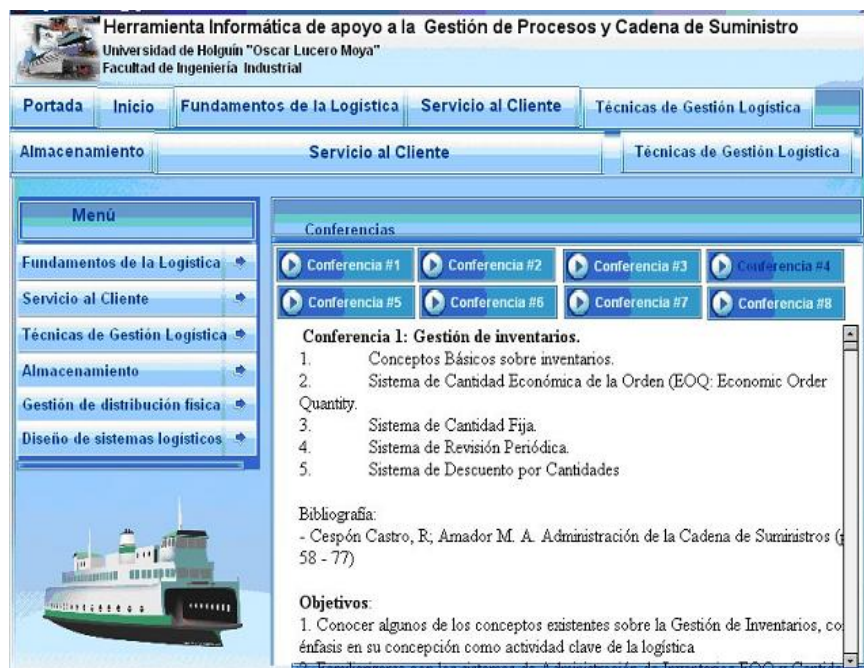 Herramienta Informática de apoyo a la Gestión de Procesos y Cadena de Suministro
Universidad de Holguín "Oscar Lucero Moya"
Facultad de Ingeniería Industrial
Portada Inicio Fundamentos de la Logística Servicio al Cliente Técnicas de Gestión Logística
Almacenamiento Servicio al Cliente Técnicas de Gestión Logística
Menú
Fundamentos de la Logística
Servicio al Cliente
Técnicas de Gestión Logística
Almacenamiento
Gestión de distribución física
Diseño de sistemas logísticos
Conferencias
Conferencia #1 Conferencia #2 Conferencia #3 Conferencia #4
Conferencia #5 Conferencia #6 Conferencia #7 Conferencia #8
Conferencia 1: Gestión de inventarios.
1. Conceptos Básicos sobre inventarios.
2. Sistema de Cantidad Económica de la Orden (EOQ: Economic Order
Quantity.
3. Sistema de Cantidad Fija.
4. Sistema de Revisión Periódica.
5. Sistema de Descuento por Cantidades
Bibliografía:
- Cespón Castro, R; Amador M. A. Administración de la Cadena de Suministros (
58 - 77)
Objetivos:
1. Conocer algunos de los conceptos existentes sobre la Gestión de Inventarios, co
énfasis en su concepción como actividad clave de la logística